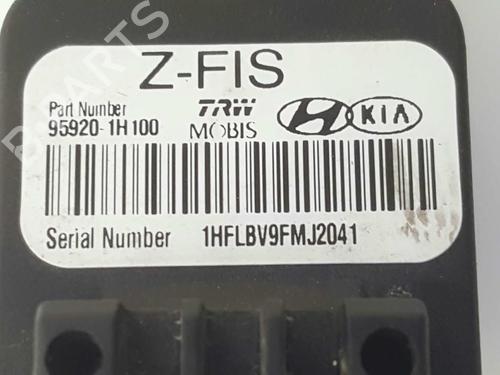 Z-FIS
Part Number
95920-1H100
TRW
MOBIS
KIA
Serial Number 1HFLBV9FMJ2041